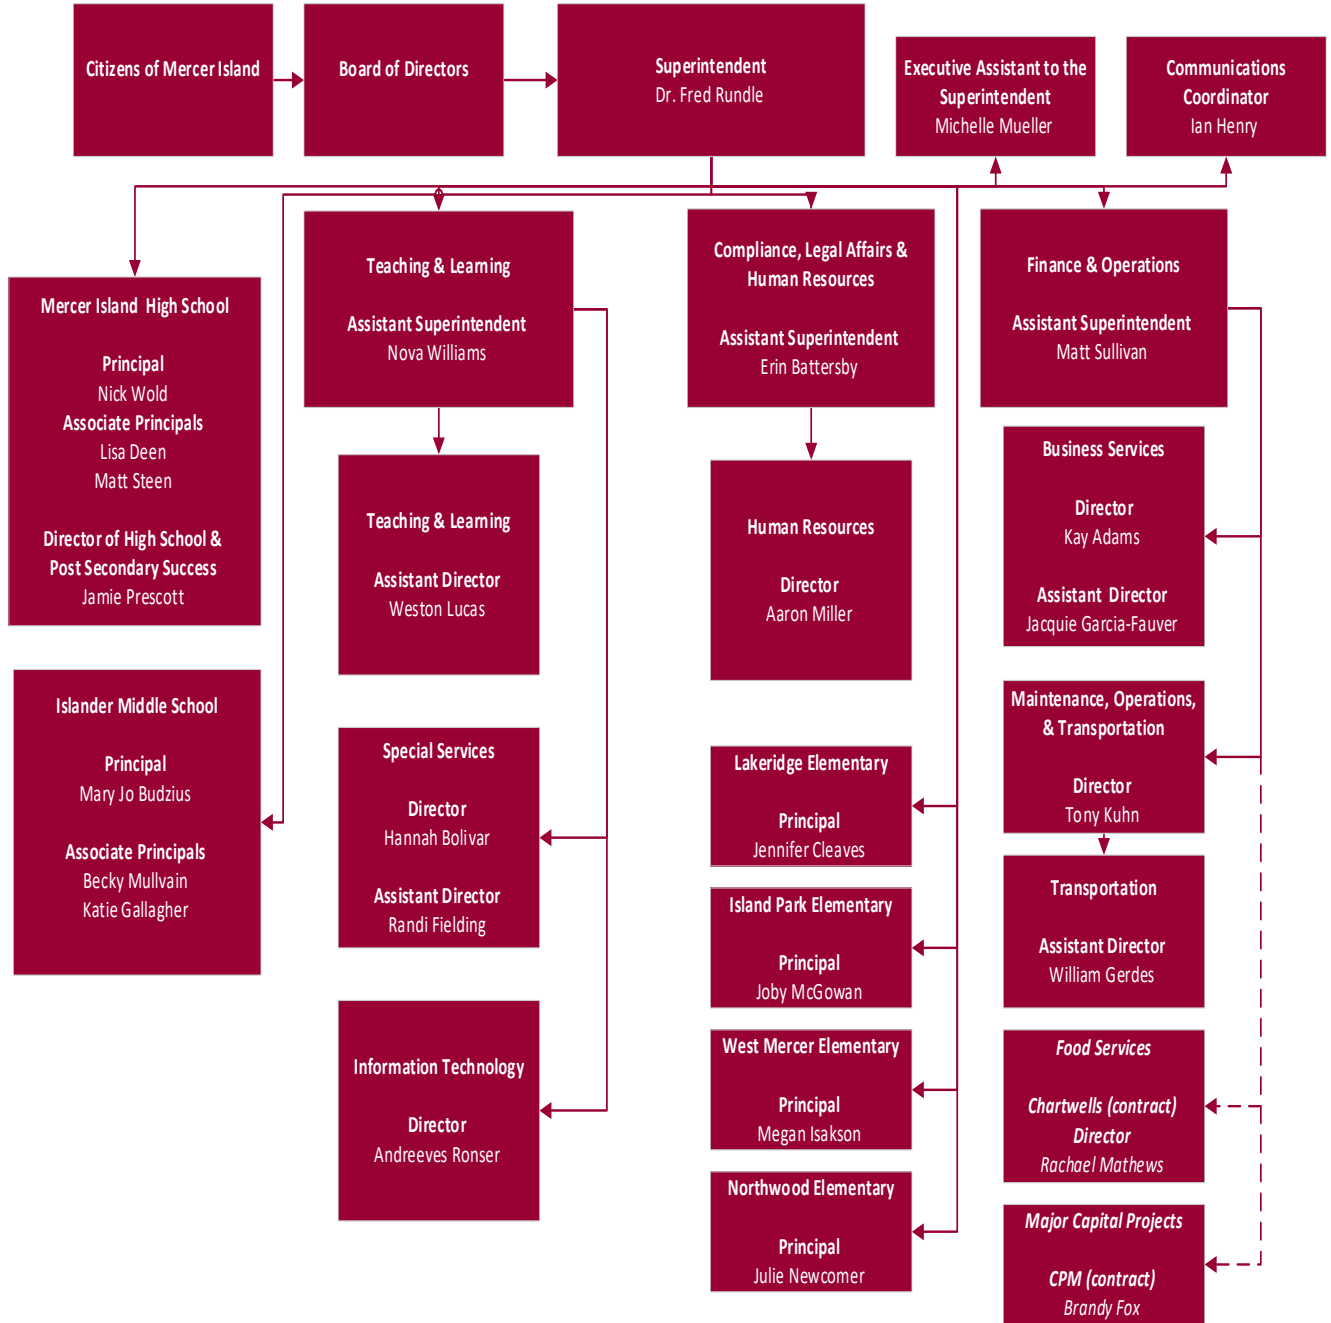 Citizens of Mercer Island
Board of Directors
Superintendent
Dr. Fred Rundle
Executive Assistant to the
Superintendent
Michelle Mueller
Communications
Coordinator
Ian Henry
Mercer Island High School
Principal
Nick Wold
Associate Principals
Lisa Deen
Matt Steen
Director of High School &
Post Secondary Success
Jamie Prescott
Islander Middle School
Principal
Mary Jo Budzius
Associate Principals
Becky Mullvain
Katie Gallagher
Teaching & Learning
Assistant Superintendent
Nova Williams
Teaching & Learning
Assistant Director
Weston Lucas
Special Services
Director
Hannah Bolivar
Assistant Director
Randi Fielding
Information Technology
Director
Andreeves Ronser
Compliance, Legal Affairs &
Human Resources
Assistant Superintendent
Erin Battersby
Human Resources
Director
Aaron Miller
Lakeridge Elementary
Principal
Jennifer Cleaves
Island Park Elementary
Principal
Joby McGowan
West Mercer Elementary
Principal
Megan Isakson
Northwood Elementary
Principal
Julie Newcomer
Finance & Operations
Assistant Superintendent
Matt Sullivan
Business Services
Director
Kay Adams
Assistant Director
Jacquie Garcia-Fauver
Maintenance, Operations,
& Transportation
Director
Tony Kuhn
Transportation
Assistant Director
William Gerdes
Food Services
Chartwells (contract)
Director
Rachael Mathews
Major Capital Projects
CPM (contract)
Brandy Fox